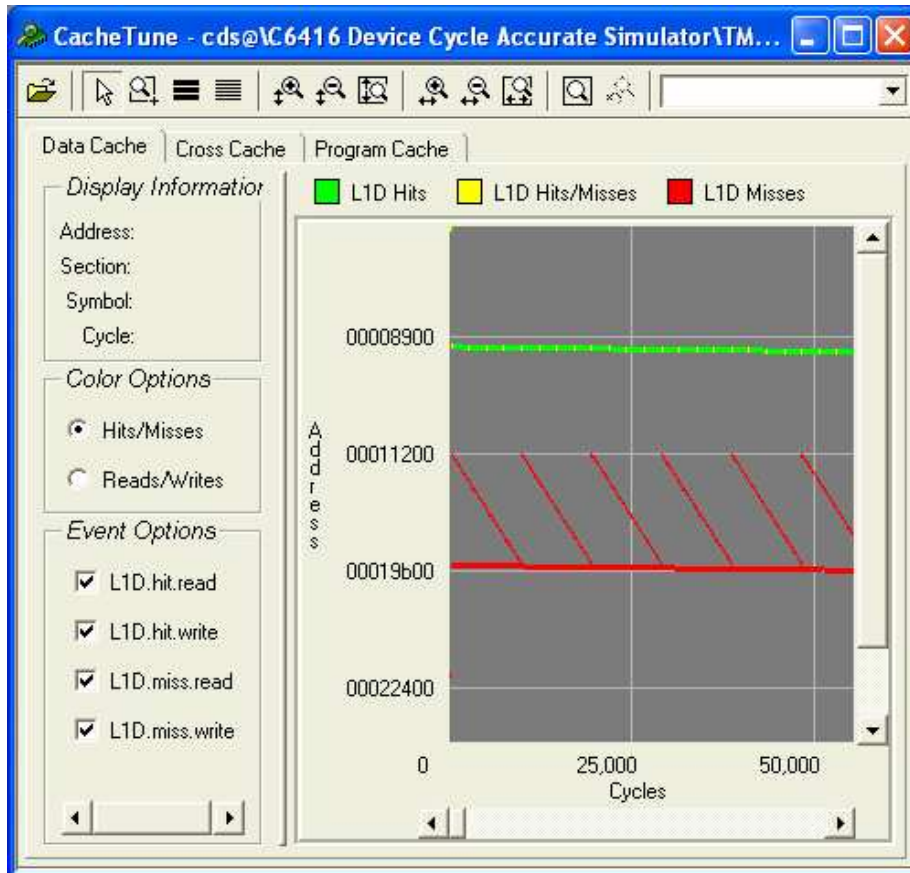 CacheTune - cds@\C6416 Device Cycle Accurate Simulator\TM...
Data Cache Cross Cache Program Cache
Display Information
Address:
Section:
Symbol:
Cycle:
Color Options
Hits/Misses
Reads/Writes
Event Options
L1D.hit.read
L1D.hit.write
L1D.miss.read
L1D.miss.write
L1D Hits L1D Hits/Misses L1D Misses
Address
00008900
00011200
00019b00
00022400
0 25,000 50,000
Cycles